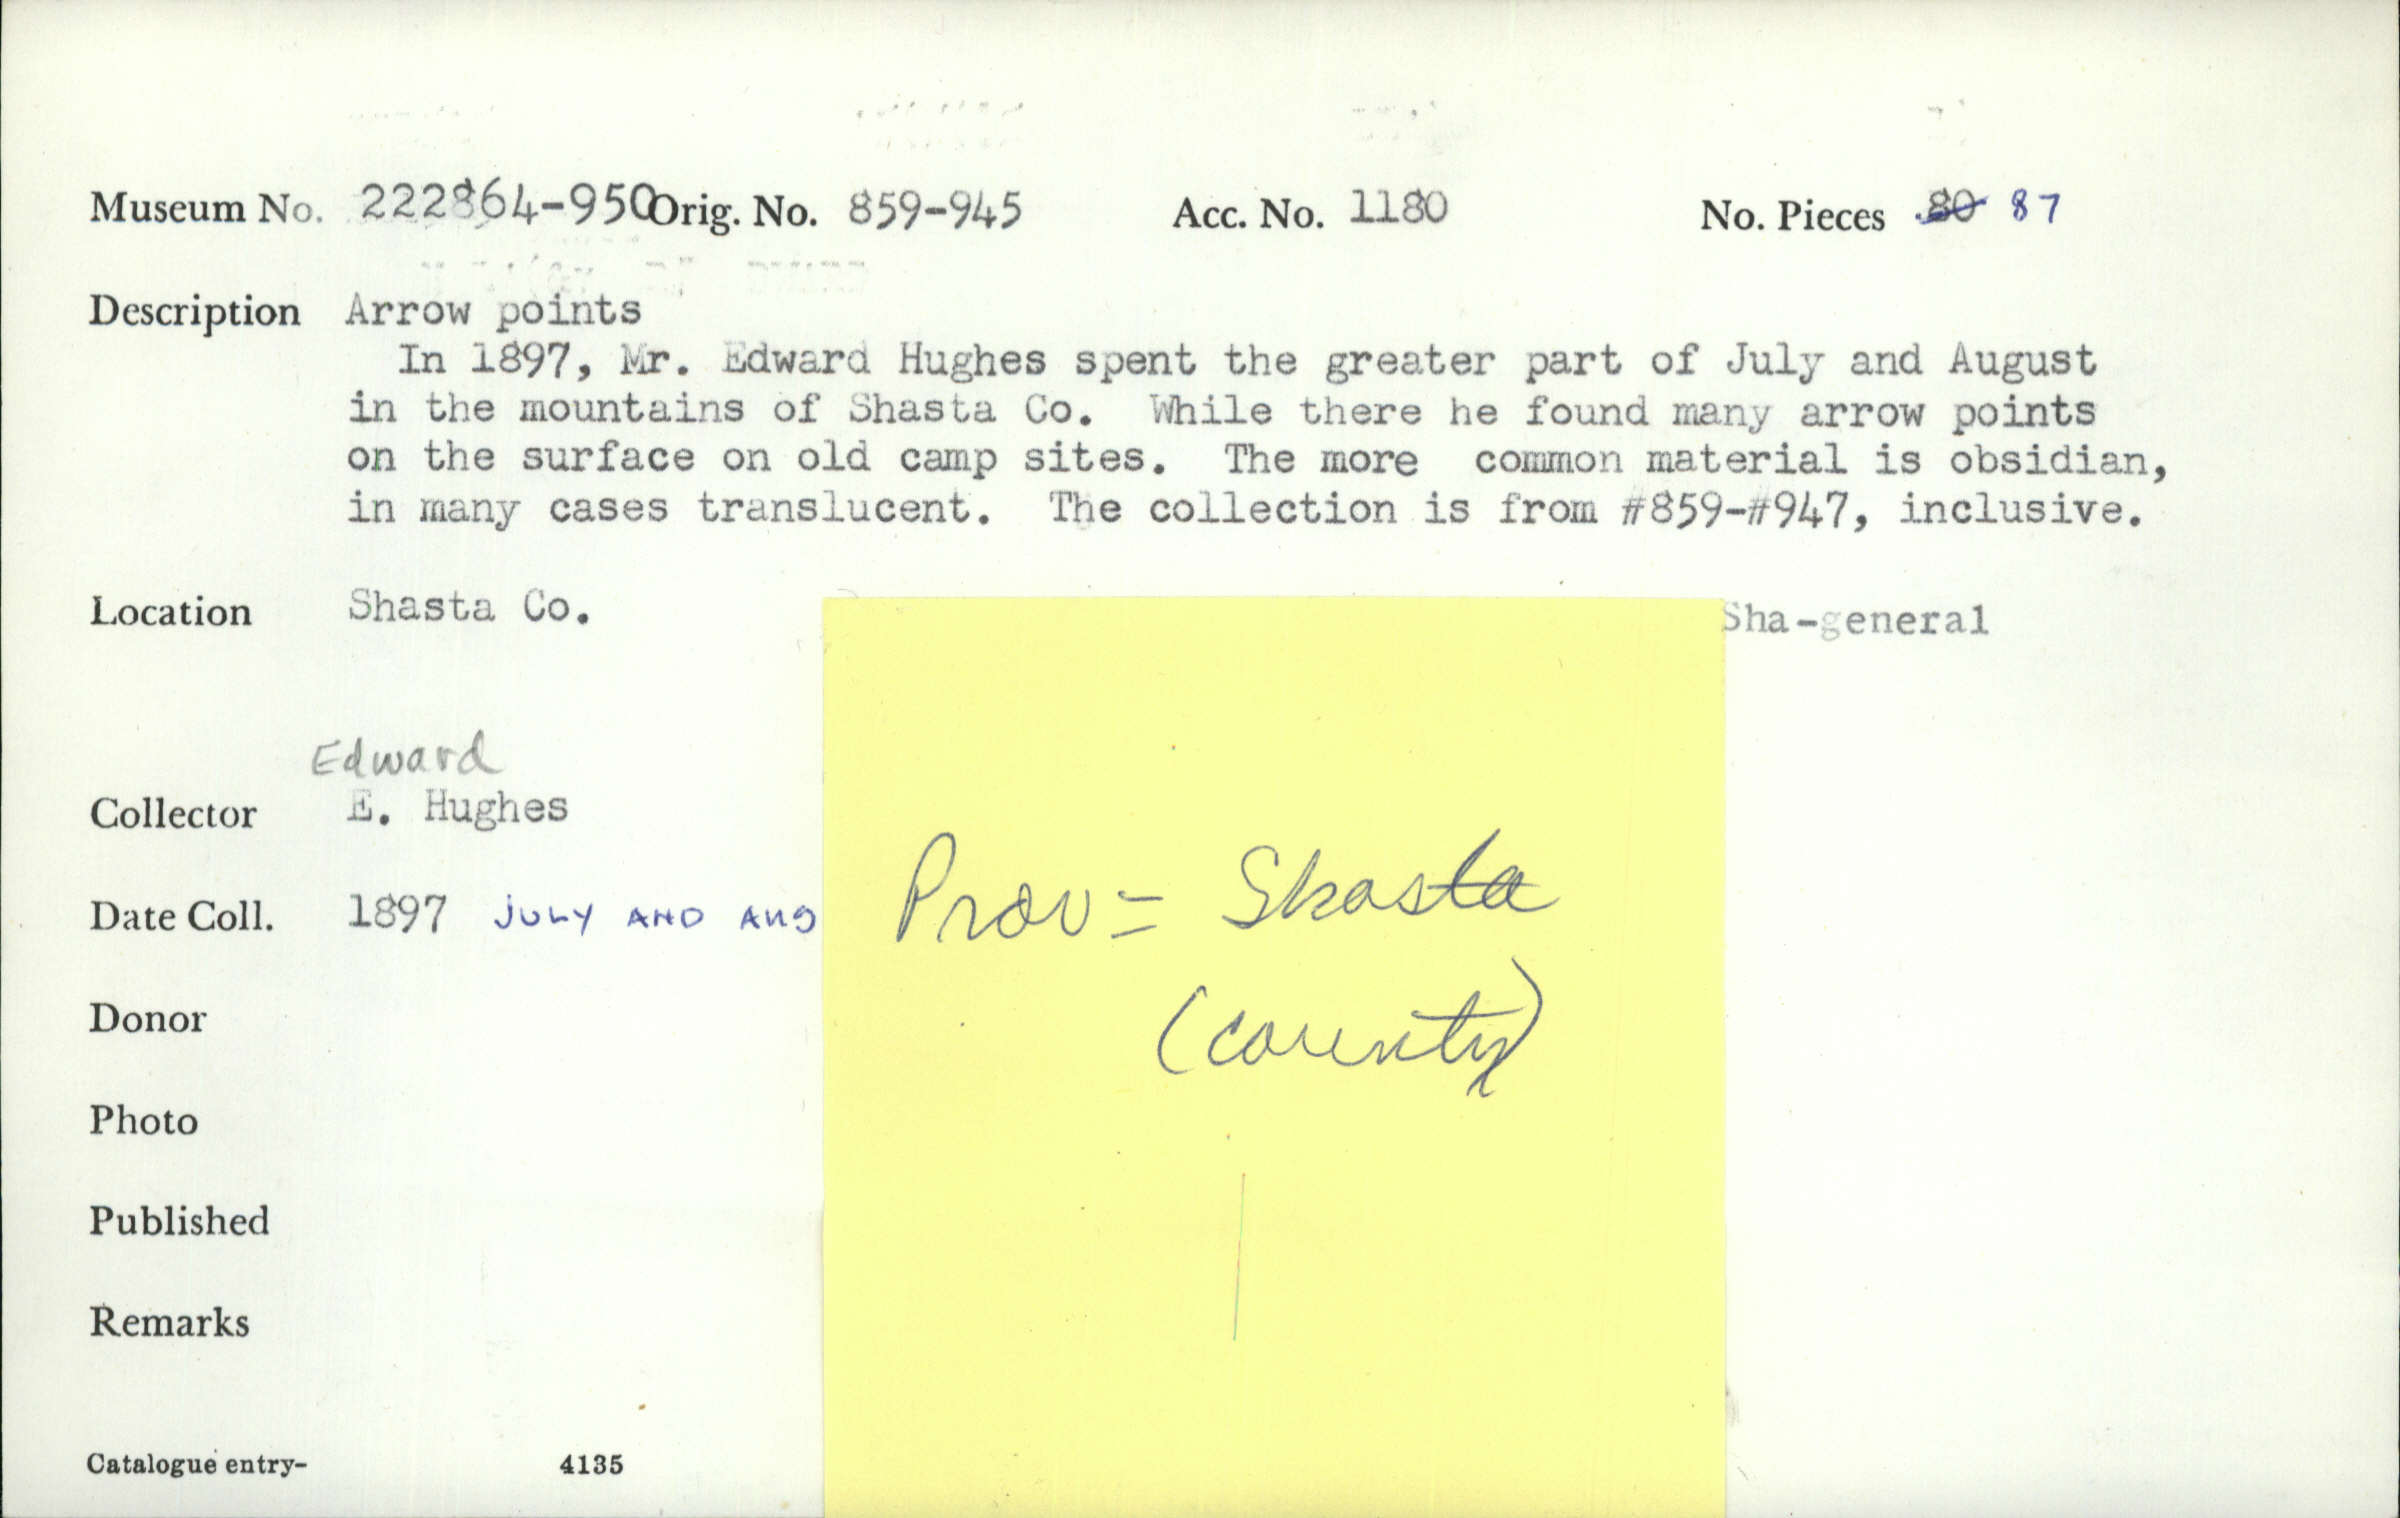 Museum No. 222864-950 Orig. No. 859-945 Acc. No. 1180 No. Pieces 80 87
Description Arrow points
In 1897, Mr. Edward Hughes spent the greater part of July and August
in the mountains of Shasta Co. While there he found many arrow points
on the surface on old camp sites. The more common material is obsidian,
in many cases translucent. The collection is from #859-#947, inclusive.
Location Shasta Co. Sha-general
Edward
Collector E. Hughes
Date Coll. 1897 JULY AND AUG
Prov = Shasta
(county)
Donor
Photo
Published
Remarks
Catalogue entry- 4135